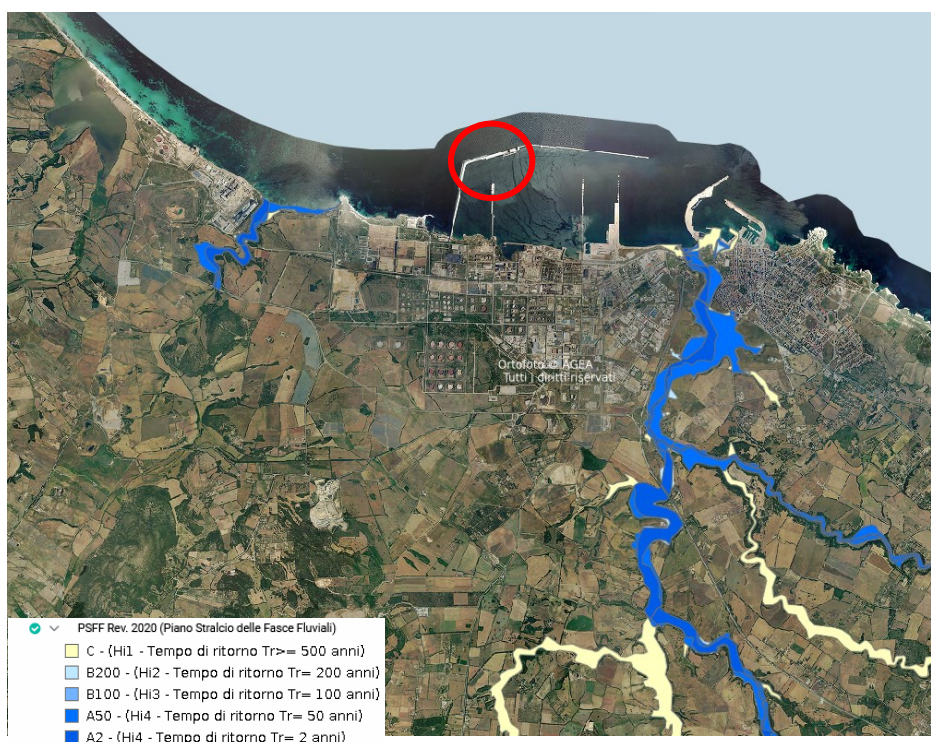 Ortofoto © AGEA
Tutti i diritti riservati
PSFF Rev. 2020 (Piano Stralcio delle Fasce Fluviali)
C - (Hi1 - Tempo di ritorno Tr>= 500 anni)
B200 - (Hi2 - Tempo di ritorno Tr= 200 anni)
B100 - (Hi3 - Tempo di ritorno Tr= 100 anni)
A50 - (Hi4 - Tempo di ritorno Tr= 50 anni)
A2 - (Hi4 - Tempo di ritorno Tr= 2 anni)